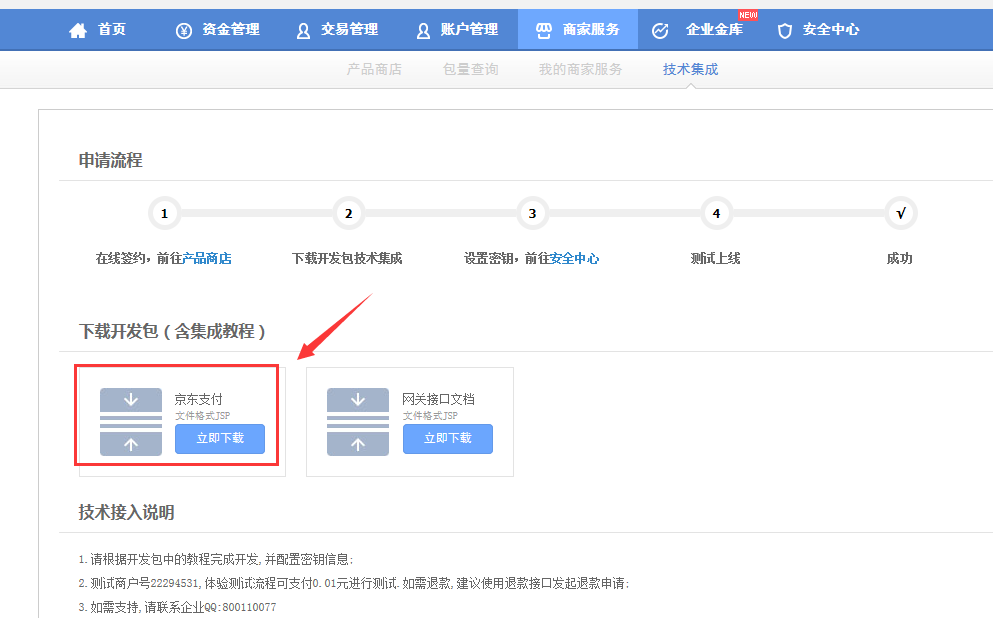 首页 资金管理 交易管理 账户管理 商家服务 企业金库 NEW 安全中心
产品商店 包量查询 我的商家服务 技术集成
申请流程
1 2 3 4 √
在线签约，前往产品商店 下载开发包技术集成 设置密钥，前往安全中心 测试上线 成功
下载开发包（含集成教程）
京东支付 网关接口文档
文件格式JSP 文件格式JSP
立即下载 立即下载
技术接入说明
1.请根据开发包中的教程完成开发,并配置密钥信息;
2.测试商户号22294531,体验测试流程可支付0.01元进行测试.如需退款,建议使用退款接口发起退款申请;
3.如需支持,请联系企业QQ:800110077